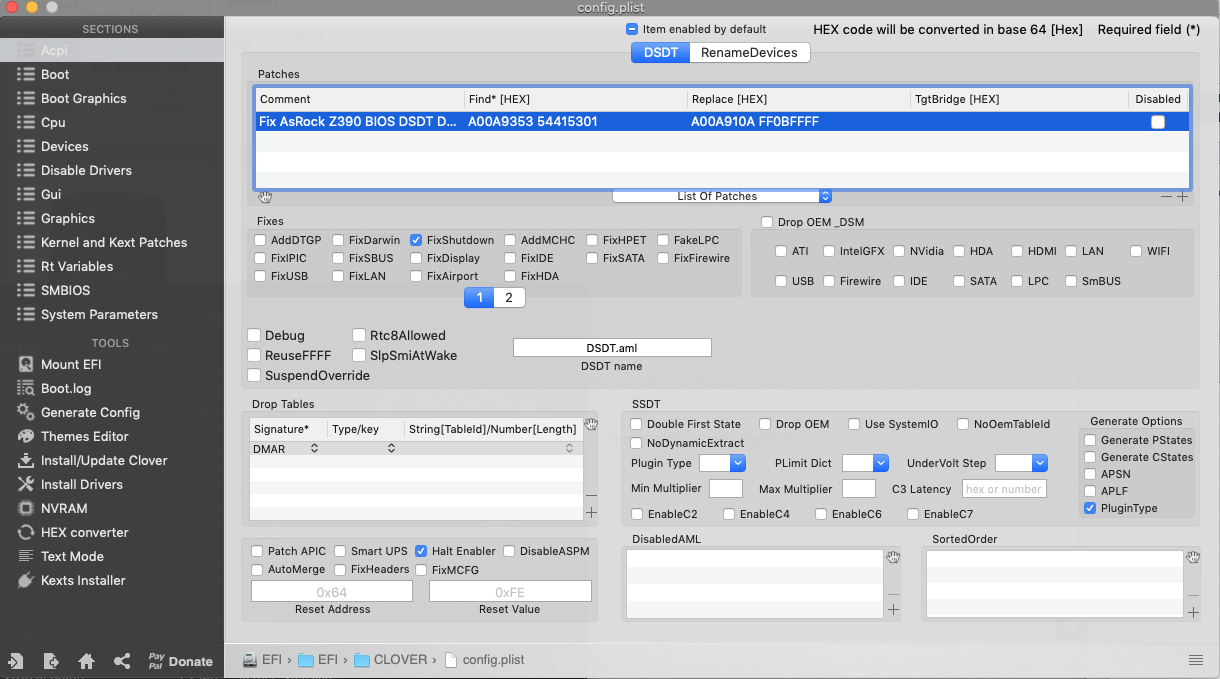 config.plist
SECTIONS
Item enabled by default
HEX code will be converted in base 64 [Hex]
Required field (*)
Acpi
Boot
Boot Graphics
Cpu
Devices
Disable Drivers
Gui
Graphics
Kernel and Kext Patches
Rt Variables
SMBIOS
System Parameters
TOOLS
Mount EFI
Boot.log
Generate Config
Themes Editor
Install/Update Clover
Install Drivers
NVRAM
HEX converter
Text Mode
Kexts Installer
Pay Pal Donate
DSDT RenameDevices
Patches
Comment Find* [HEX] Replace [HEX] TgtBridge [HEX] Disabled
Fix AsRock Z390 BIOS DSDT D... A00A9353 54415301 A00A910A FF0BFFFF
List Of Patches
Fixes
AddDTGP FixDarwin FixShutdown AddMCHC FixHPET FakeLPC
FixIPIC FixSBUS FixDisplay FixIDE FixSATA FixFirewire
FixUSB FixLAN FixAirport FixHDA
1 2
Drop OEM _DSM
ATI IntelGFX NVidia HDA HDMI LAN WIFI
USB Firewire IDE SATA LPC SmBUS
Debug Rtc8Allowed
ReuseFFFF SlpSmiAtWake
SuspendOverride
DSDT.aml
DSDT name
Drop Tables
Signature* Type/key String[TableId]/Number[Length]
DMAR
SSDT
Double First State Drop OEM Use SystemIO NoOemTableId
NoDynamicExtract
Plugin Type PLimit Dict UnderVolt Step
Min Multiplier Max Multiplier C3 Latency hex or number
EnableC2 EnableC4 EnableC6 EnableC7
Generate Options
Generate PStates
Generate CStates
APSN
APLF
PluginType
Patch APIC Smart UPS Halt Enabler DisableASPM
AutoMerge FixHeaders FixMCFG
0x64 0xFE
Reset Address Reset Value
DisabledAML
SortedOrder
EFI › EFI › CLOVER › config.plist